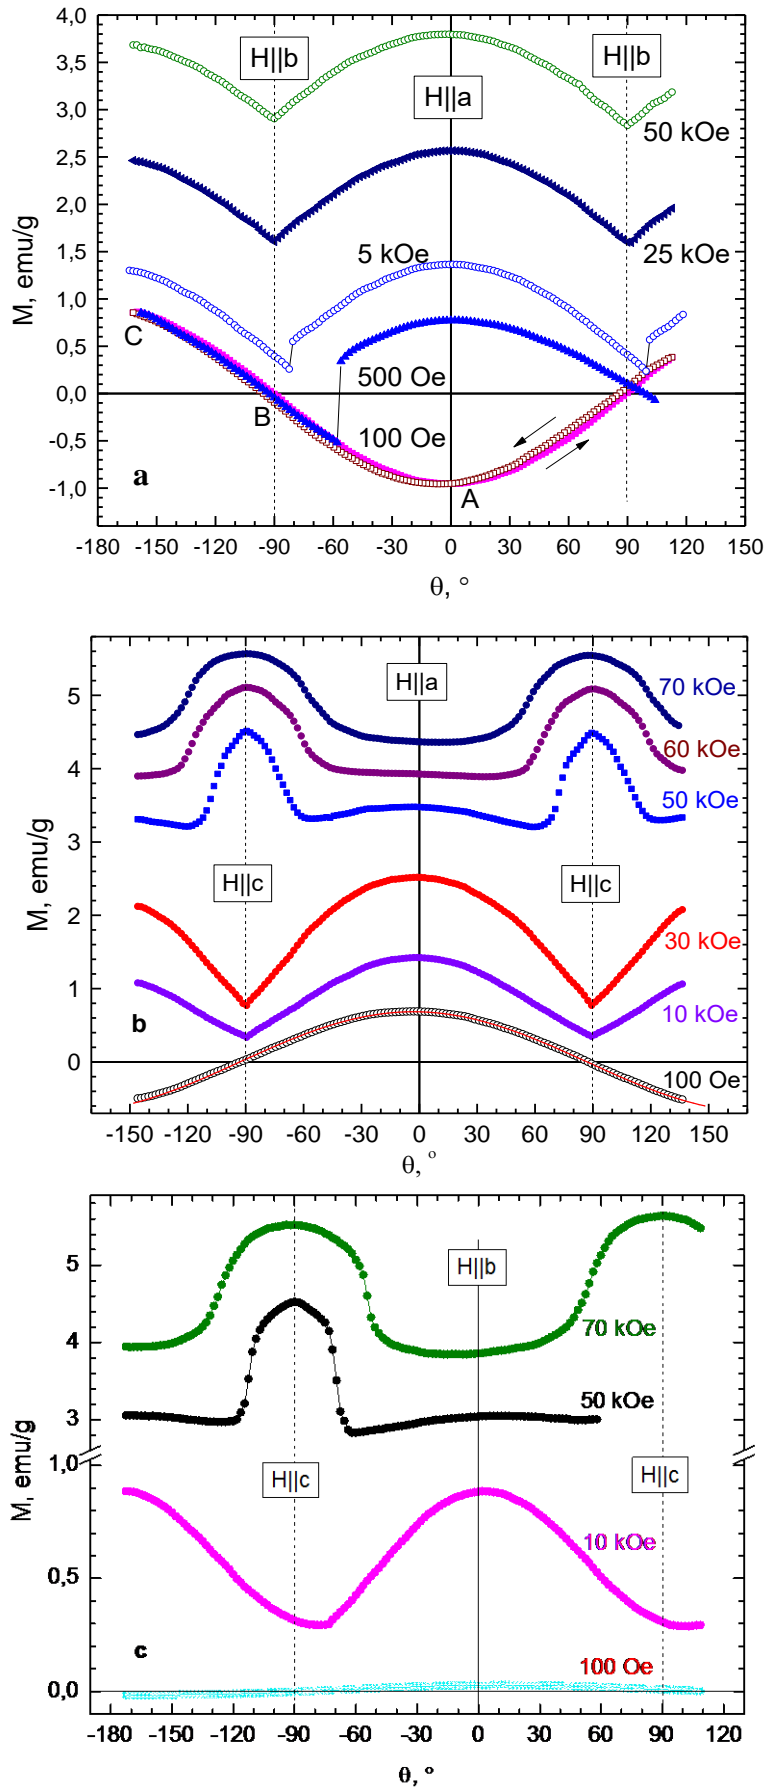 4,0
3,5
3,0
2,5
2,0
1,5
1,0
0,5
0,0
-0,5
-1,0
M, emu/g
H||b
H||a
H||b
50 kOe
5 kOe
25 kOe
C
500 Oe
B
100 Oe
a
A
-180 -150 -120 -90 -60 -30 0 30 60 90 120 150
θ, °
5
4
3
2
1
0
M, emu/g
H||a
70 kOe
60 kOe
50 kOe
H||c
H||c
30 kOe
10 kOe
b
100 Oe
-150 -120 -90 -60 -30 0 30 60 90 120 150
θ, °
5
4
3
1,0
0,5
0,0
M, emu/g
H||b
70 kOe
50 kOe
H||c
H||c
10 kOe
c
100 Oe
-180 -150 -120 -90 -60 -30 0 30 60 90 120
θ, °